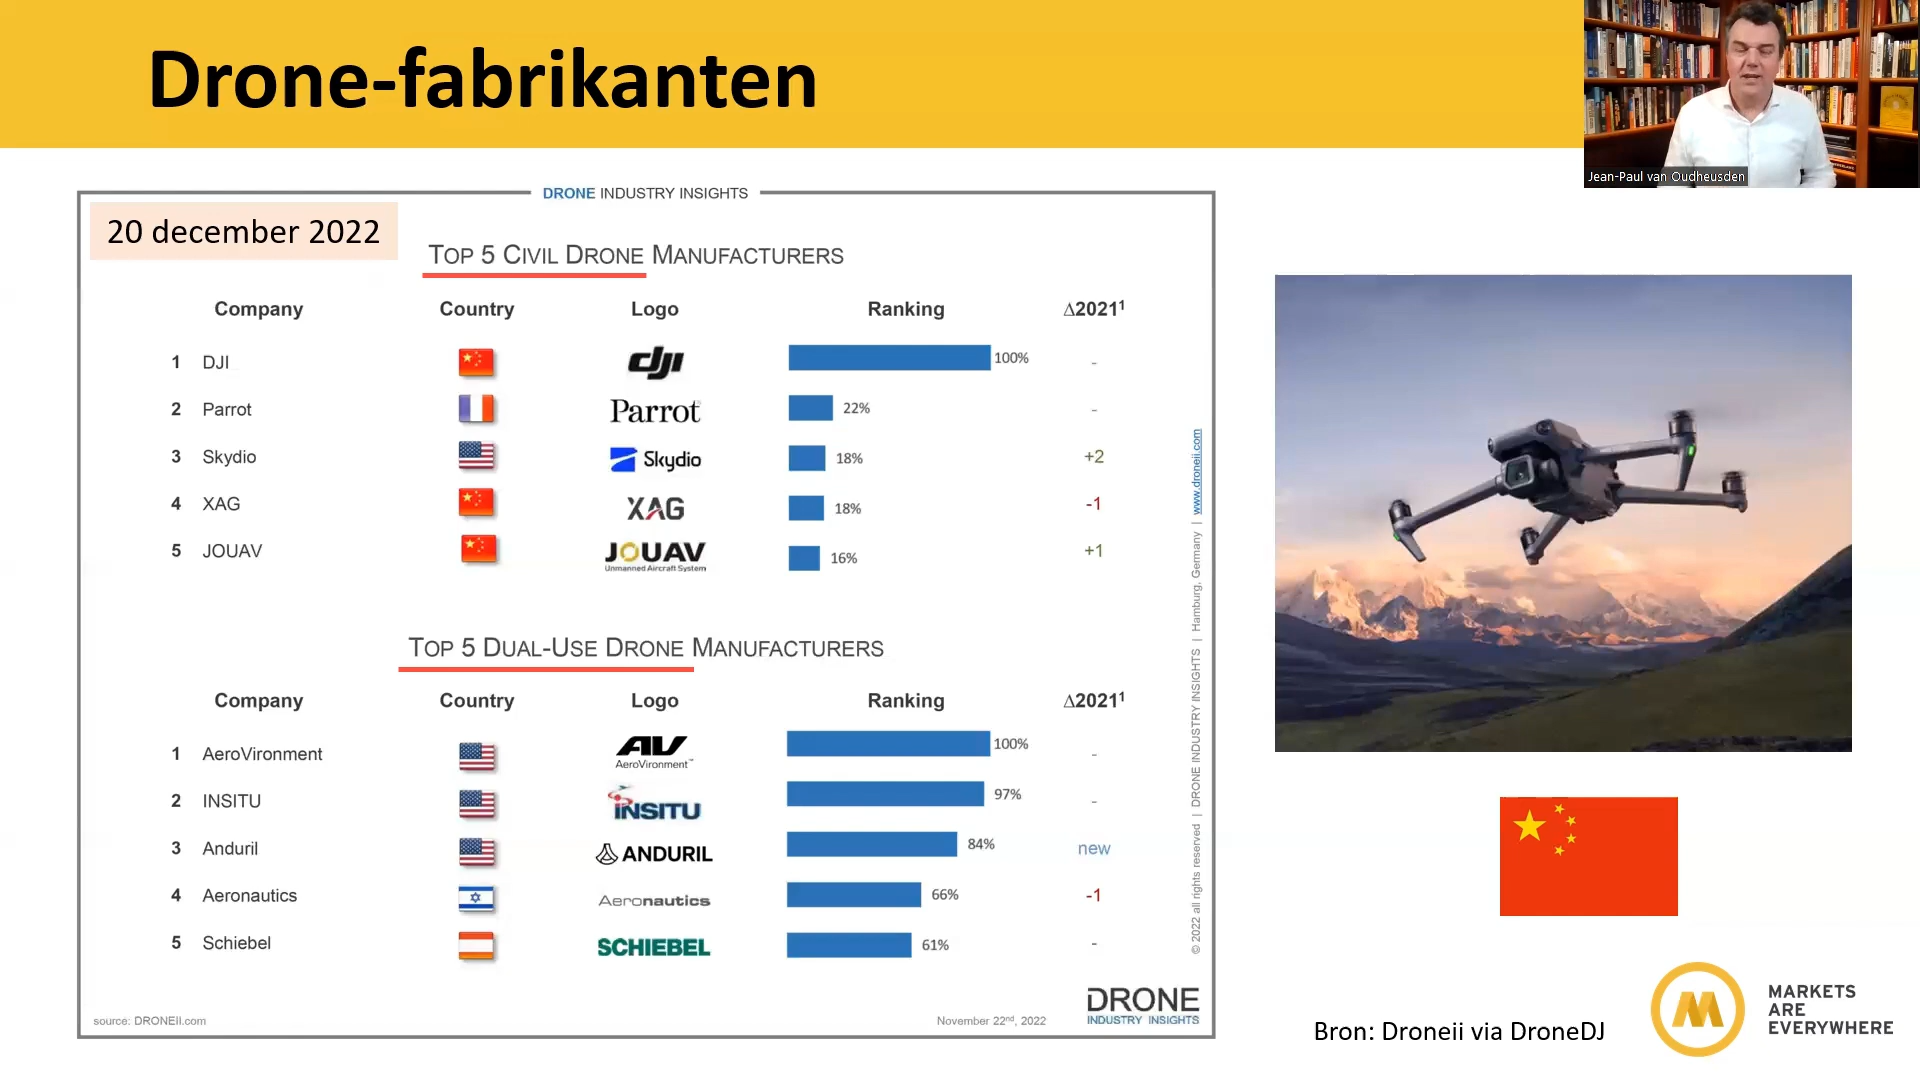 Drone-fabrikanten
Jean-Paul van Oudheusden
DRONE INDUSTRY INSIGHTS
20 december 2022
TOP 5 CIVIL DRONE MANUFACTURERS
Company Country Logo Ranking Δ2021¹
1 DJI dji 100% -
2 Parrot Parrot 22% -
3 Skydio Skydio 18% +2
4 XAG XAG 18% -1
5 JOUAV JOUAV 16% +1
Unmanned Aircraft System
TOP 5 DUAL-USE DRONE MANUFACTURERS
Company Country Logo Ranking Δ2021¹
1 AeroVironment AV 100% -
AeroVironment™
2 INSITU INSITU 97% -
3 Anduril ANDURIL 84% new
4 Aeronautics Aeronautics 66% -1
5 Schiebel SCHIEBEL 61% -
© 2022 all rights reserved | DRONE INDUSTRY INSIGHTS | Hamburg, Germany | www.droneii.com
source: DRONEii.com
November 22nd, 2022
DRONE
INDUSTRY INSIGHTS
Bron: Droneii via DroneDJ
MARKETS
ARE
EVERYWHERE